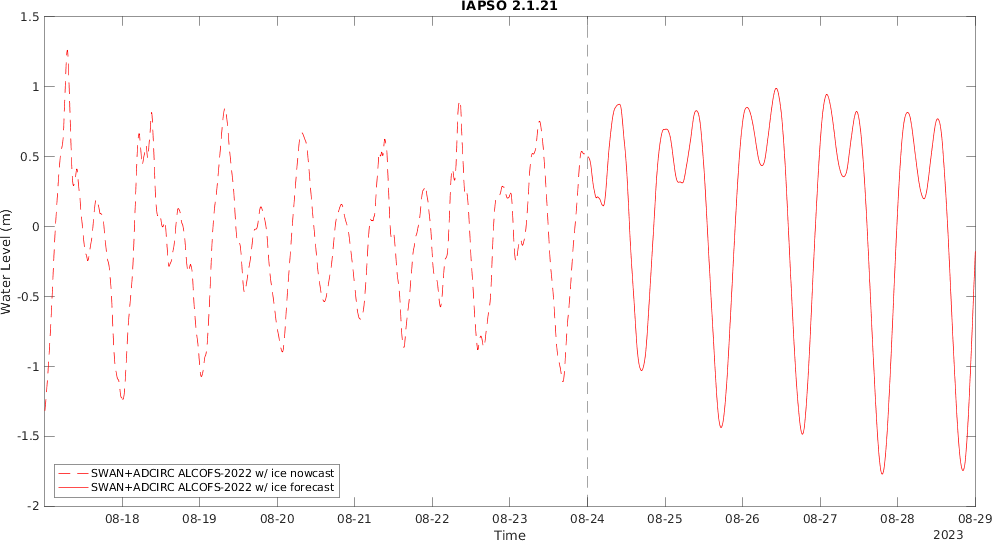 IAPSO 2.1.21
1.5
1
0.5
0
-0.5
-1
-1.5
-2
Water Level (m)
SWAN+ADCIRC ALCOFS-2022 w/ ice nowcast
SWAN+ADCIRC ALCOFS-2022 w/ ice forecast
08-18 08-19 08-20 08-21 08-22 08-23 08-24 08-25 08-26 08-27 08-28 08-29
Time
2023